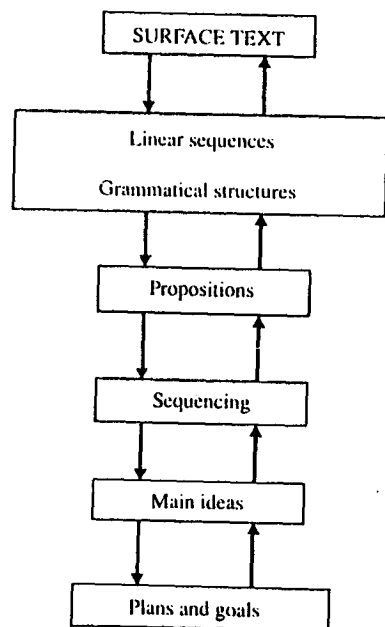 SURFACE TEXT
Linear sequences
Grammatical structures
Propositions
Sequencing
Main ideas
Plans and goals